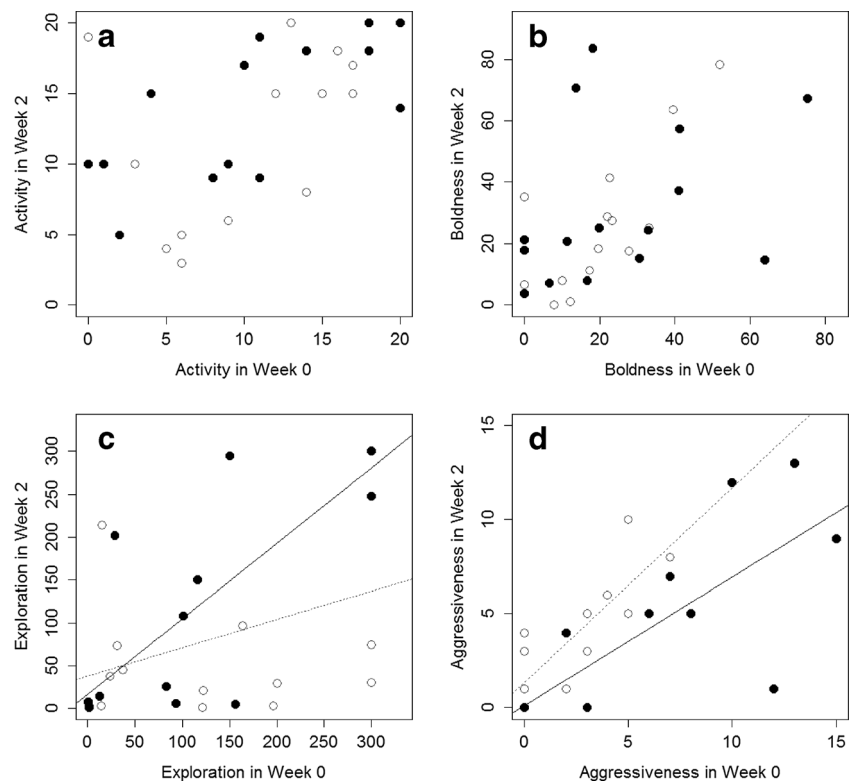 a
20
15
10
5
0
Activity in Week 2
0 5 10 15 20
Activity in Week 0
b
80
60
40
20
0
Boldness in Week 2
0 20 40 60 80
Boldness in Week 0
c
300
250
200
150
100
50
0
Exploration in Week 2
0 50 100 150 200 250 300
Exploration in Week 0
d
15
10
5
0
Aggressiveness in Week 2
0 5 10 15
Aggressiveness in Week 0